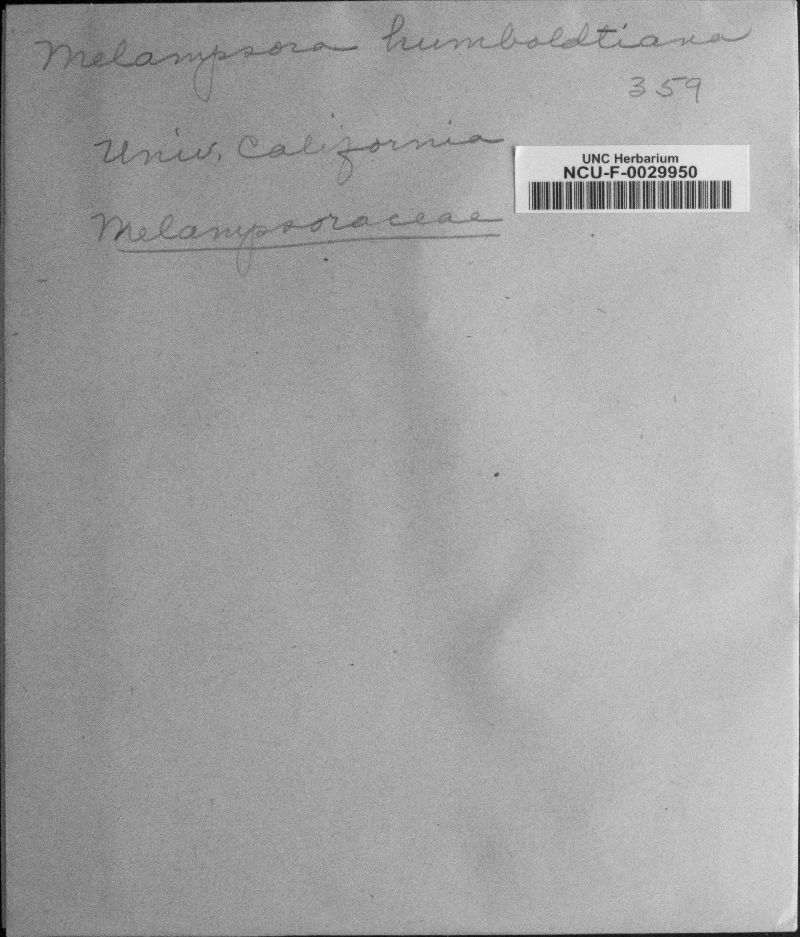 Melampsora humboldtiana
359
Univ. California
UNC Herbarium
NCU-F-0029950
Melampsoraceae